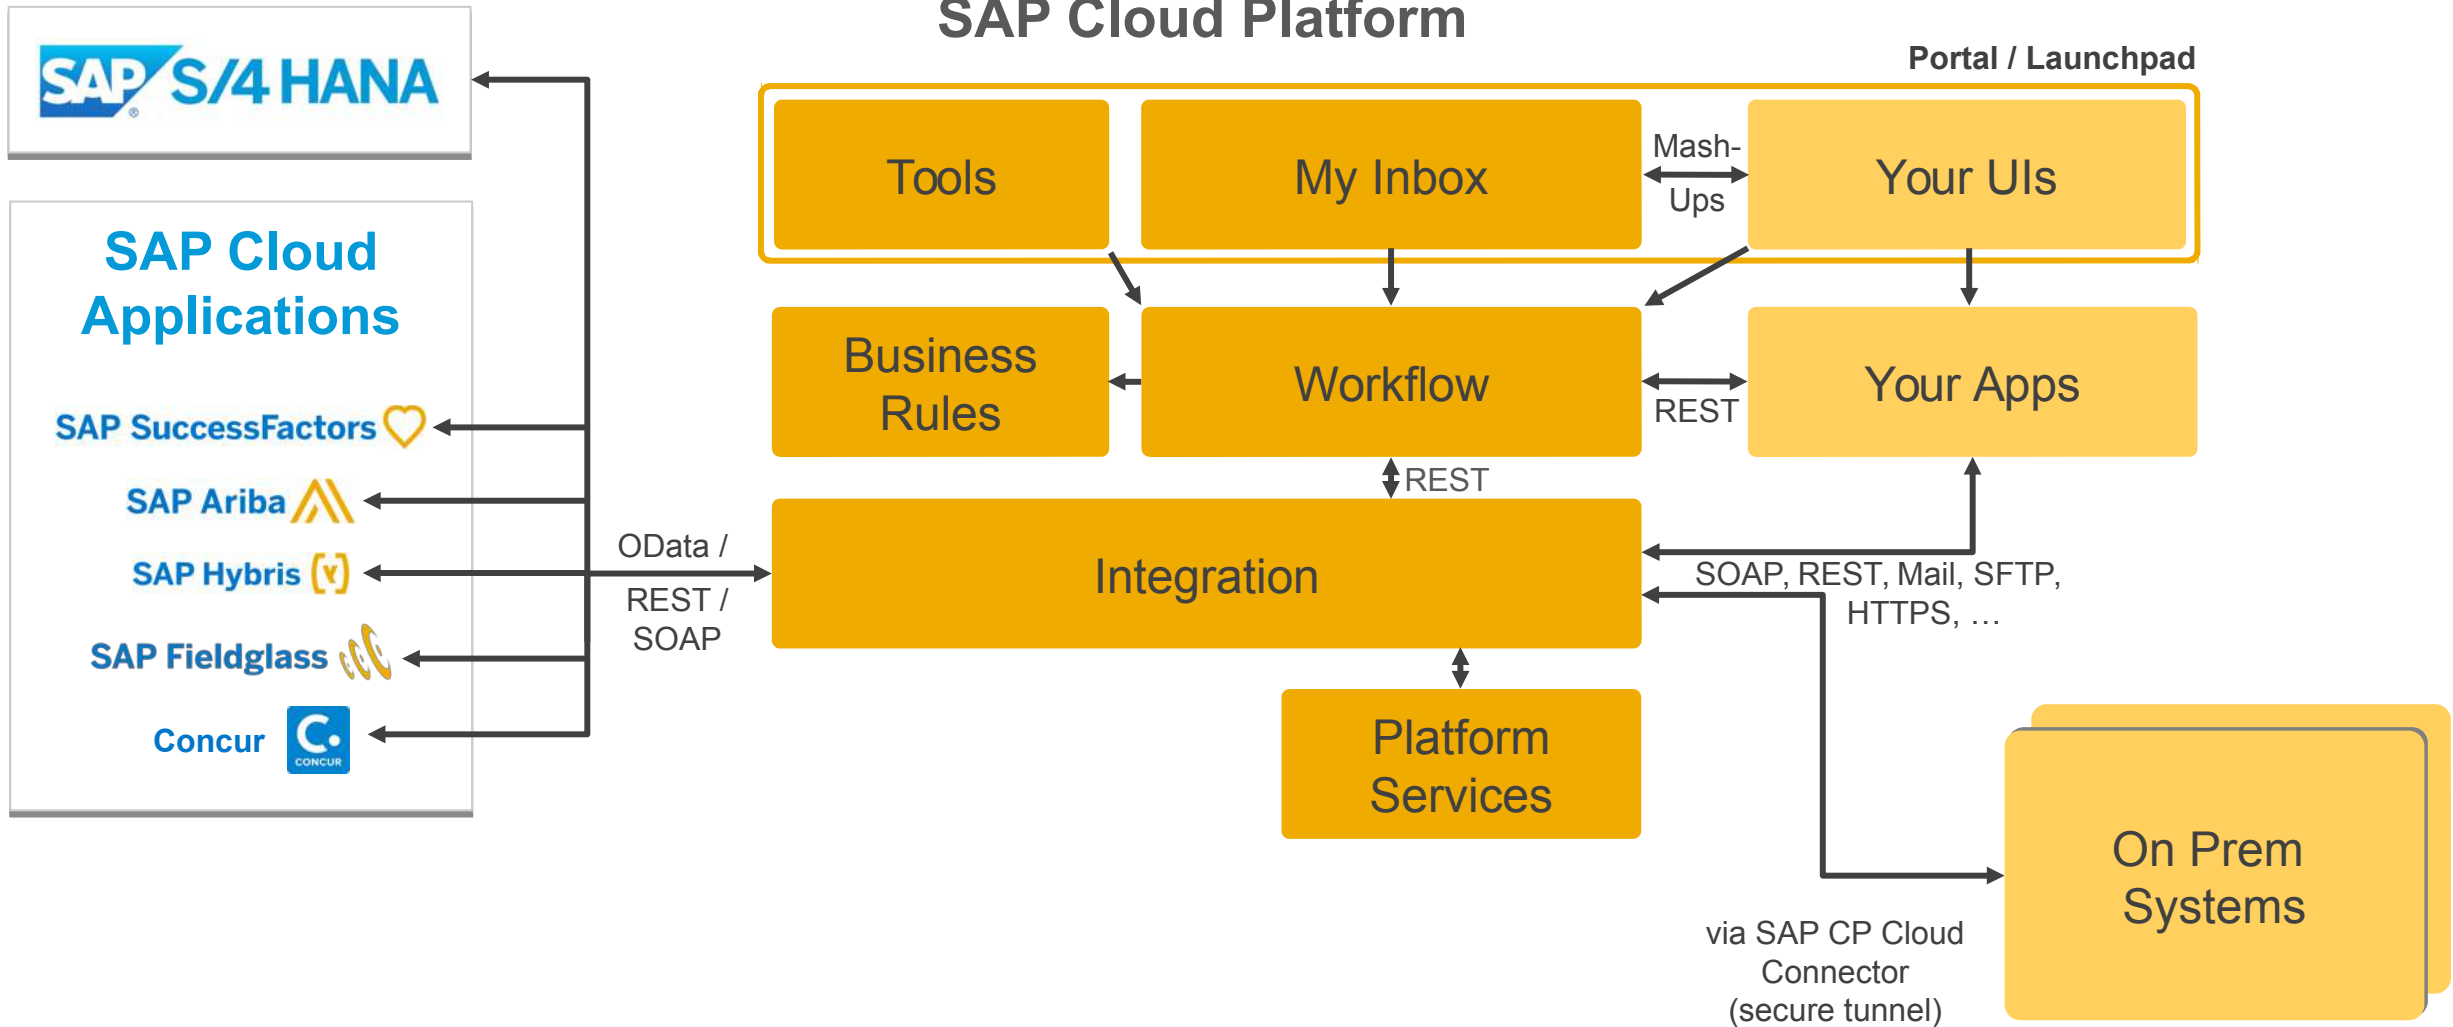 SAP Cloud Platform
Portal / Launchpad
SAP® S/4 HANA
SAP Cloud
Applications
SAP SuccessFactors
SAP Ariba
SAP Hybris
SAP Fieldglass
Concur
C.
CONCUR
OData /
REST /
SOAP
Tools
My Inbox
Mash-
Ups
Your UIs
Business
Rules
Workflow
REST
Your Apps
REST
Integration
SOAP, REST, Mail, SFTP,
HTTPS, …
Platform
Services
On Prem
Systems
via SAP CP Cloud
Connector
(secure tunnel)